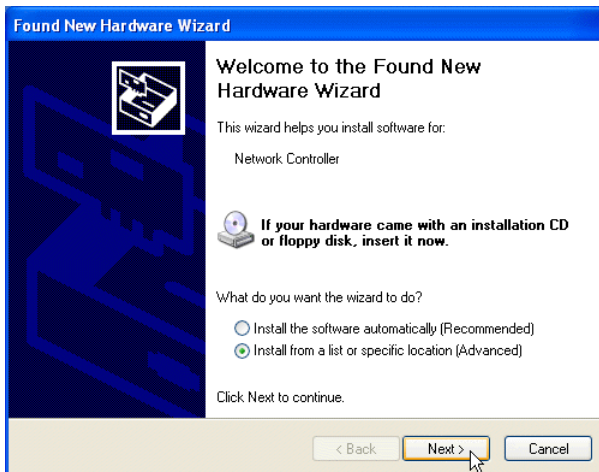 Found New Hardware Wizard
Welcome to the Found New
Hardware Wizard
This wizard helps you install software for:
Network Controller
If your hardware came with an installation CD
or floppy disk, insert it now.
What do you want the wizard to do?
Install the software automatically (Recommended)
Install from a list or specific location (Advanced)
Click Next to continue.
< Back Next > Cancel